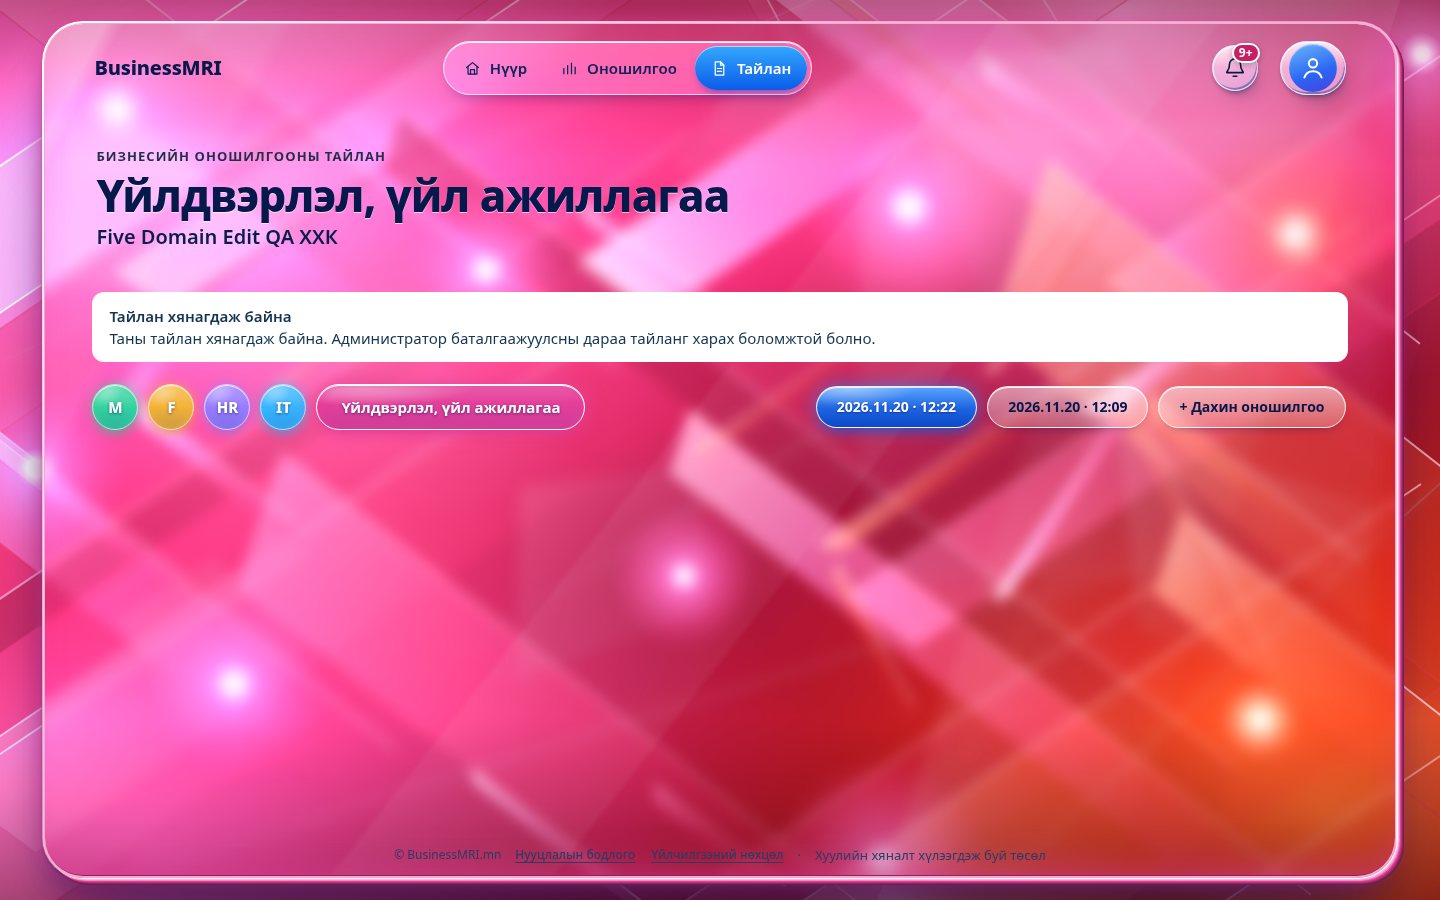 BusinessMRI
Нүүр
Оношилгоо
Тайлан
9+
БИЗНЕСИЙН ОНОШИЛГООНЫ ТАЙЛАН
Үйлдвэрлэл, үйл ажиллагаа
Five Domain Edit QA ХХК
Тайлан хянагдаж байна
Таны тайлан хянагдаж байна. Администратор баталгаажуулсны дараа тайланг харах боломжтой болно.
M
F
HR
IT
Үйлдвэрлэл, үйл ажиллагаа
2026.11.20 · 12:22
2026.11.20 · 12:09
+ Дахин оношилгоо
© BusinessMRI.mn Нууцлалын бодлого Үйлчилгээний нөхцөл · Хуулийн хяналт хүлээгдэж буй төсөл